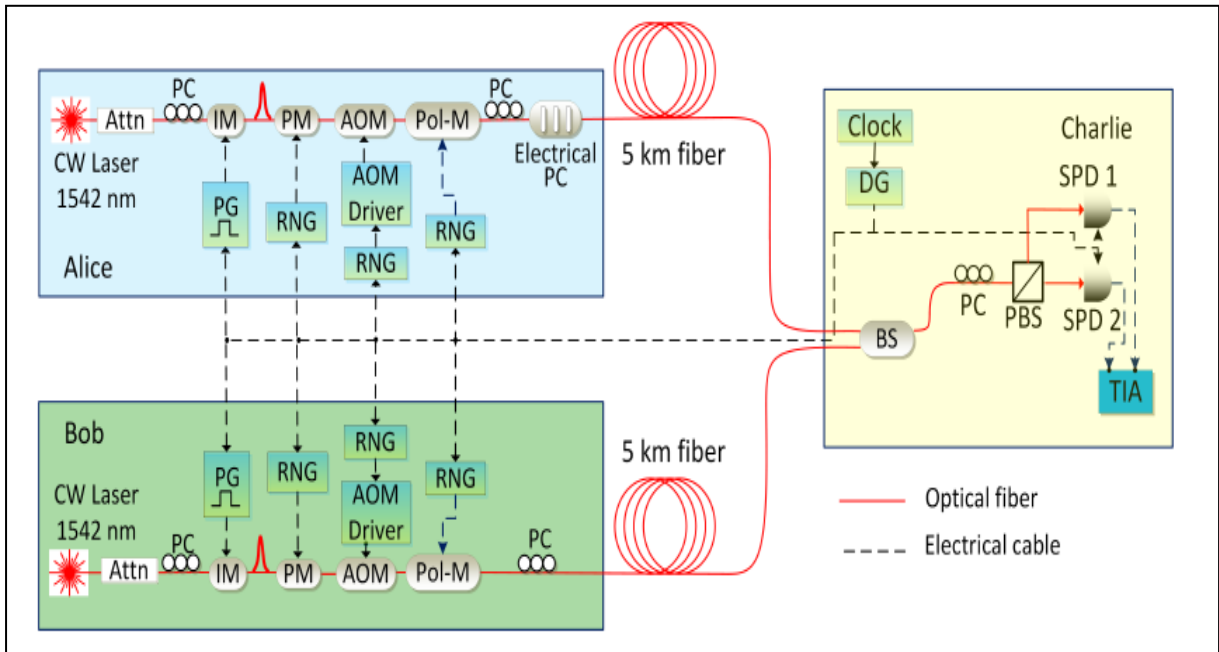 PC
Attn
IM
PM
AOM
Pol-M
PC
CW Laser
1542 nm
Electrical
PC
PG
RNG
AOM
Driver
RNG
RNG
Alice
5 km fiber
Clock
Charlie
DG
SPD 1
PC
PBS
SPD 2
BS
TIA
Bob
CW Laser
1542 nm
PG
RNG
RNG
AOM
Driver
RNG
PC
Attn
IM
PM
AOM
Pol-M
PC
5 km fiber
Optical fiber
Electrical cable